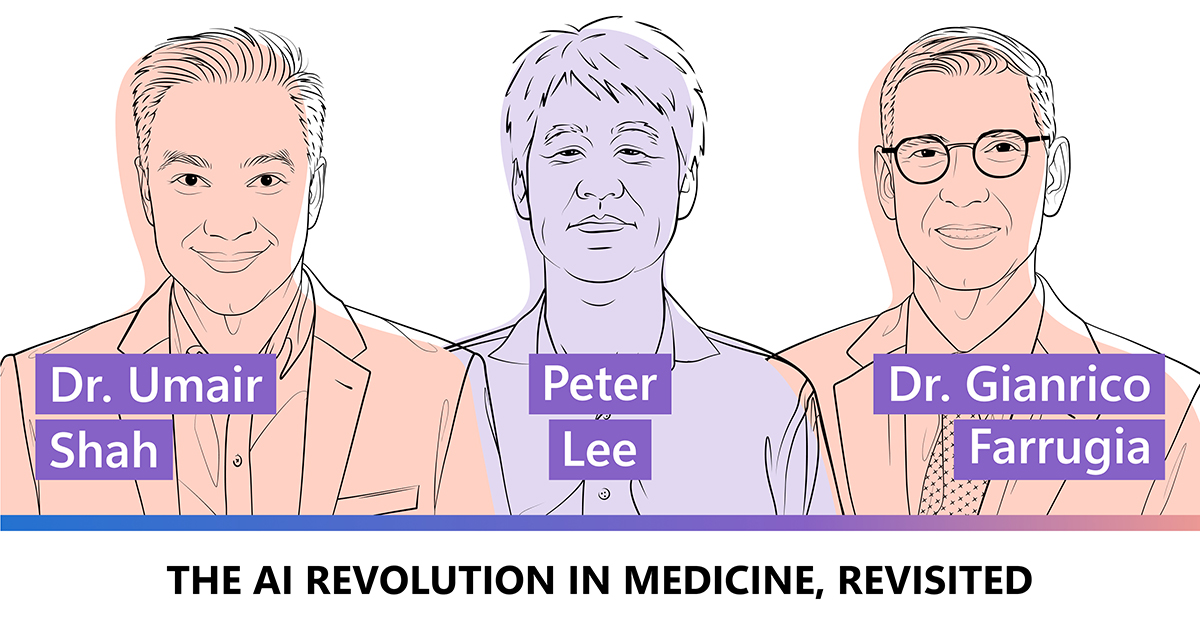 Dr. Umair
Shah
Peter
Lee
Dr. Gianrico
Farrugia
THE AI REVOLUTION IN MEDICINE, REVISITED